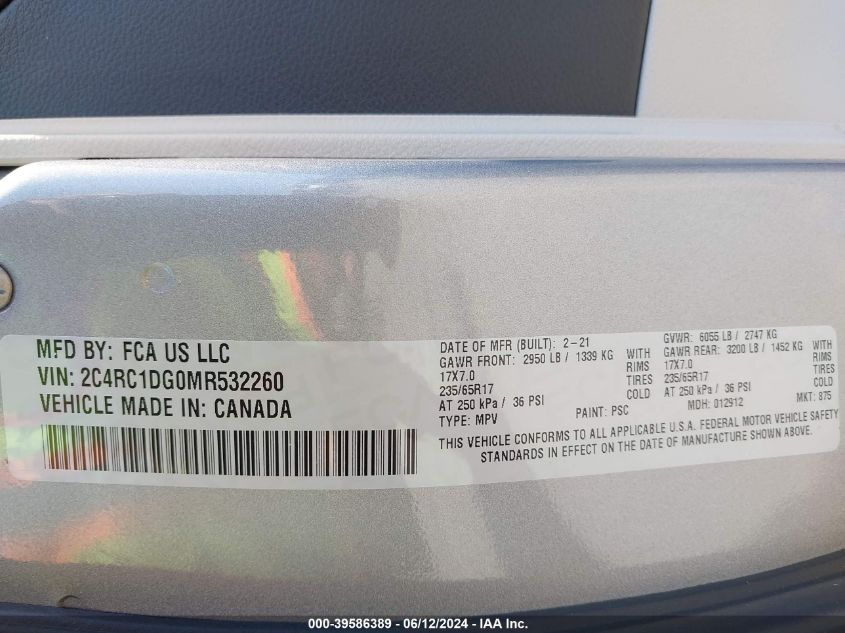 MFD BY: FCA US LLC
VIN: 2C4RC1DG0MR532260
VEHICLE MADE IN: CANADA
DATE OF MFR (BUILT): 2-21
GVWR: 6055 LB / 2747 KG
GAWR FRONT: 2950 LB / 1339 KG WITH
17X7.0 RIMS
235/65R17
AT 250 kPa / 36 PSI COLD
GAWR REAR: 3200 LB / 1452 KG WITH
17X7.0 RIMS
235/65R17
AT 250 kPa / 36 PSI COLD
TYPE: MPV PAINT: PSC MDH: 012912 MKT: 875
THIS VEHICLE CONFORMS TO ALL APPLICABLE U.S.A. FEDERAL MOTOR VEHICLE SAFETY
STANDARDS IN EFFECT ON THE DATE OF MANUFACTURE SHOWN ABOVE.
000-39586389 - 06/12/2024 - IAA Inc.